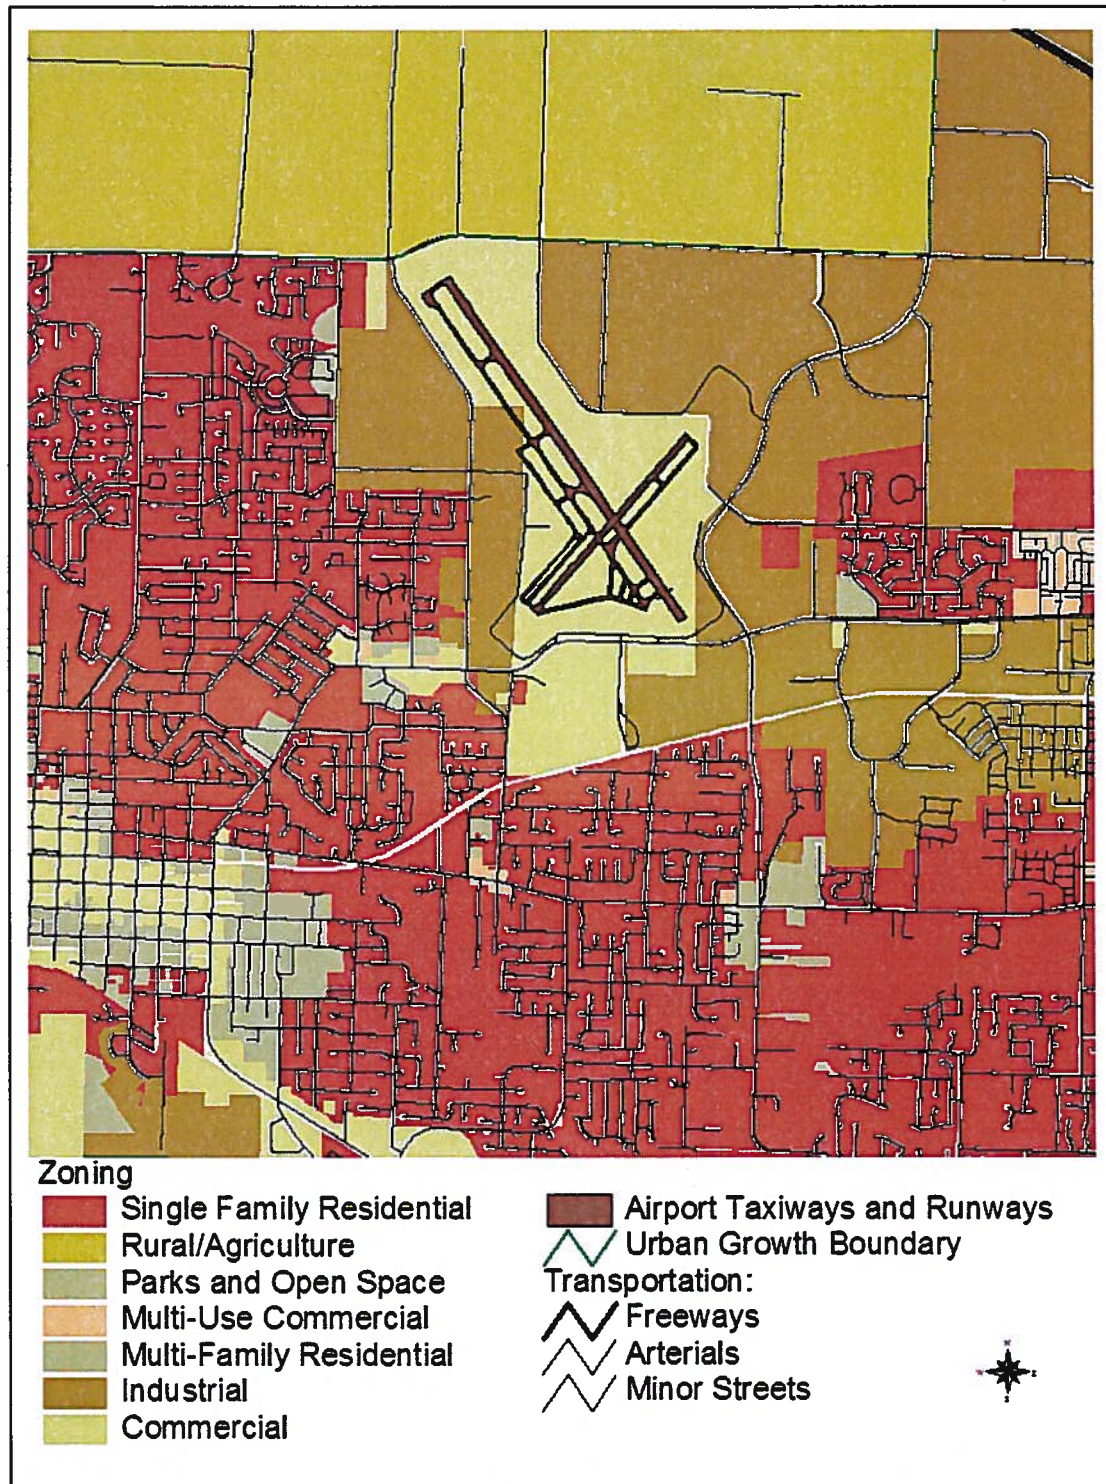 Zoning
Single Family Residential
Rural/Agriculture
Parks and Open Space
Multi-Use Commercial
Multi-Family Residential
Industrial
Commercial
Airport Taxiways and Runways
Urban Growth Boundary
Transportation:
Freeways
Arterials
Minor Streets